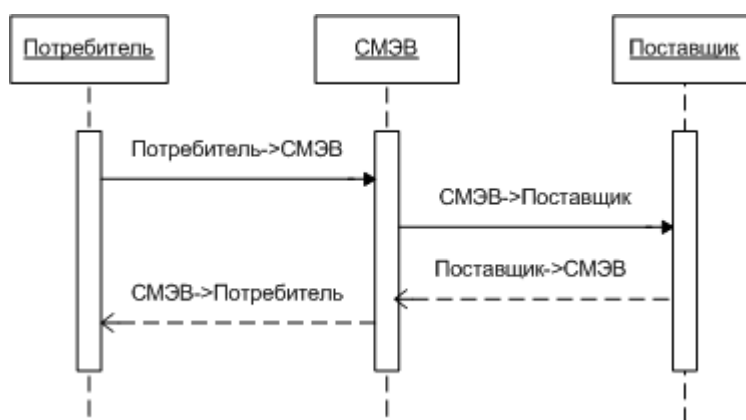 Потребитель
СМЭВ
Поставщик
Потребитель->СМЭВ
СМЭВ->Поставщик
Поставщик->СМЭВ
СМЭВ->Потребитель